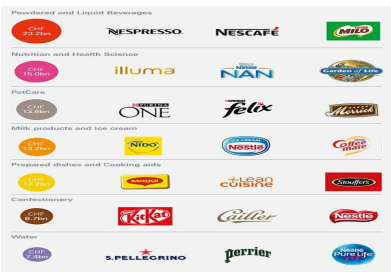 Powdered and Liquid Beverages
CHF 23.2bn NESPRESSO NESCAFÉ MILO
Nutrition and Health Science
CHF 15.0bn illuma Nestlé NAN Garden of Life
PetCare
CHF 13.6bn PURINA ONE PURINA felix Merrick
Milk products and Ice cream
CHF 13.2bn NIDO Nestlé Coffee mate
Prepared dishes and Cooking aids
CHF 12.2bn MAGGI Lean cuisine Stouffer's
Confectionery
CHF 8.7bn KitKat Cailler Nestlé
Water
CHF 7.4bn S.PELLEGRINO perrier Nestlé Pure Life